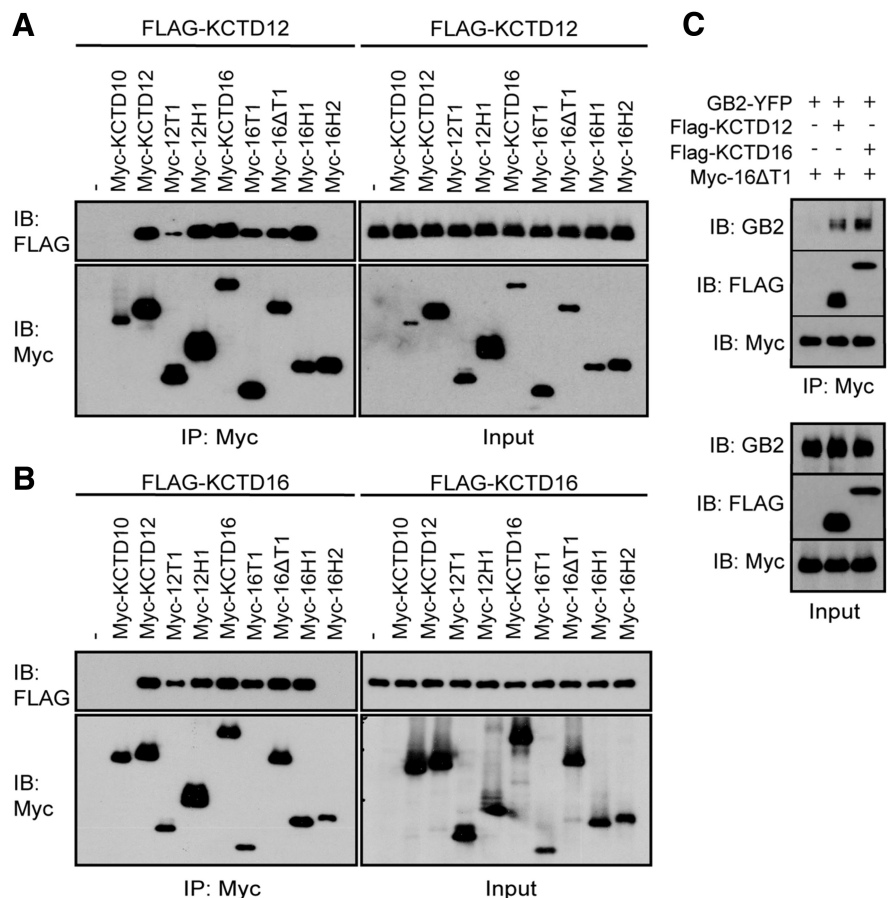 A
FLAG-KCTD12
FLAG-KCTD12
-
Myc-KCTD10
Myc-KCTD12
Myc-12T1
Myc-12H1
Myc-KCTD16
Myc-16T1
Myc-16ΔT1
Myc-16H1
Myc-16H2
-
Myc-KCTD10
Myc-KCTD12
Myc-12T1
Myc-12H1
Myc-KCTD16
Myc-16T1
Myc-16ΔT1
Myc-16H1
Myc-16H2
IB:
FLAG
IB:
Myc
IP: Myc
Input
B
FLAG-KCTD16
FLAG-KCTD16
-
Myc-KCTD10
Myc-KCTD12
Myc-12T1
Myc-12H1
Myc-KCTD16
Myc-16T1
Myc-16ΔT1
Myc-16H1
Myc-16H2
-
Myc-KCTD10
Myc-KCTD12
Myc-12T1
Myc-12H1
Myc-KCTD16
Myc-16T1
Myc-16ΔT1
Myc-16H1
Myc-16H2
IB:
FLAG
IB:
Myc
IP: Myc
Input
C
GB2-YFP + + +
Flag-KCTD12 - + -
Flag-KCTD16 - - +
Myc-16ΔT1 + + +
IB: GB2
IB: FLAG
IB: Myc
IP: Myc
IB: GB2
IB: FLAG
IB: Myc
Input